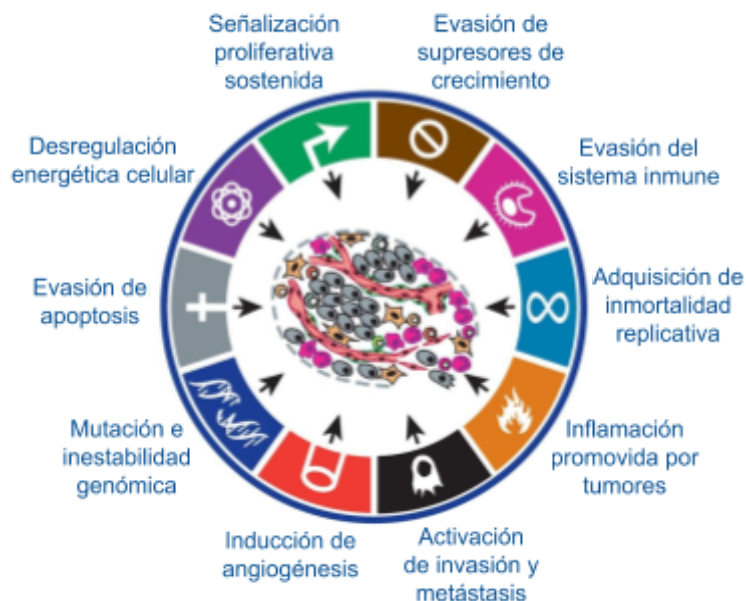 Señalización
proliferativa
sostenida
Evasión de
supresores de
crecimiento
Desregulación
energética celular
Evasión del
sistema inmune
Evasión de
apoptosis
Adquisición de
inmortalidad
replicativa
Mutación e
inestabilidad
genómica
Inflamación
promovida por
tumores
Inducción de
angiogénesis
Activación
de invasión y
metástasis